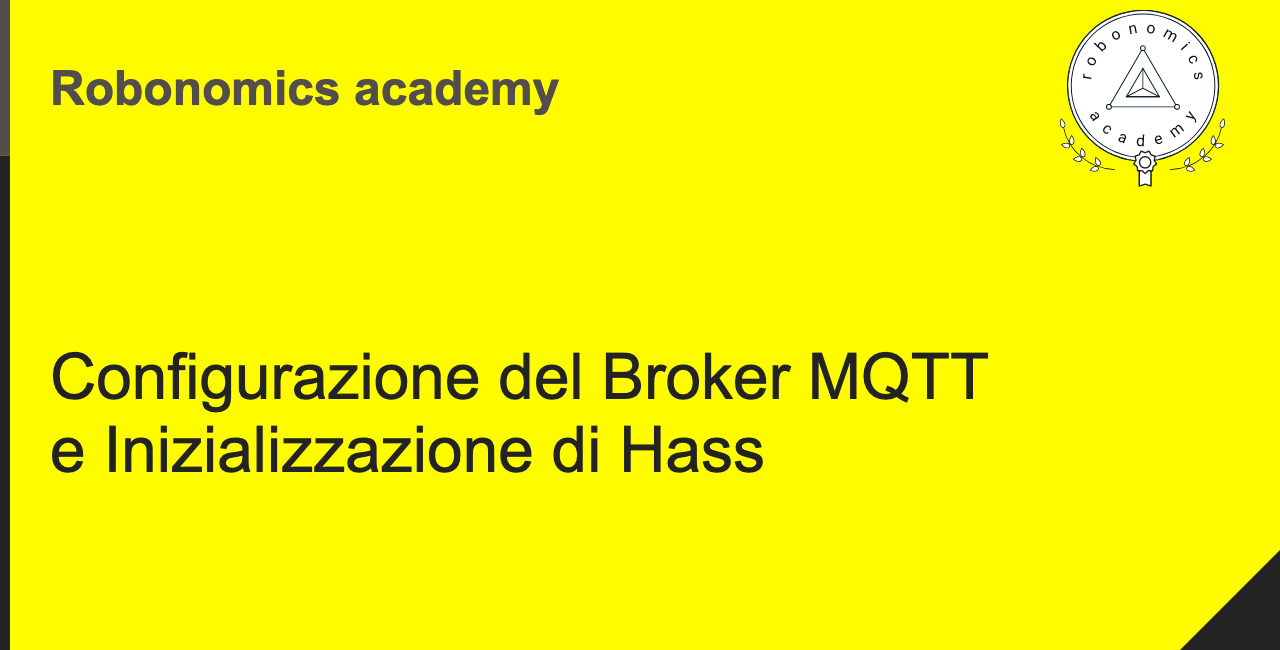 Robonomics academy
robonomics
academy
Configurazione del Broker MQTT
e Inizializzazione di Hass